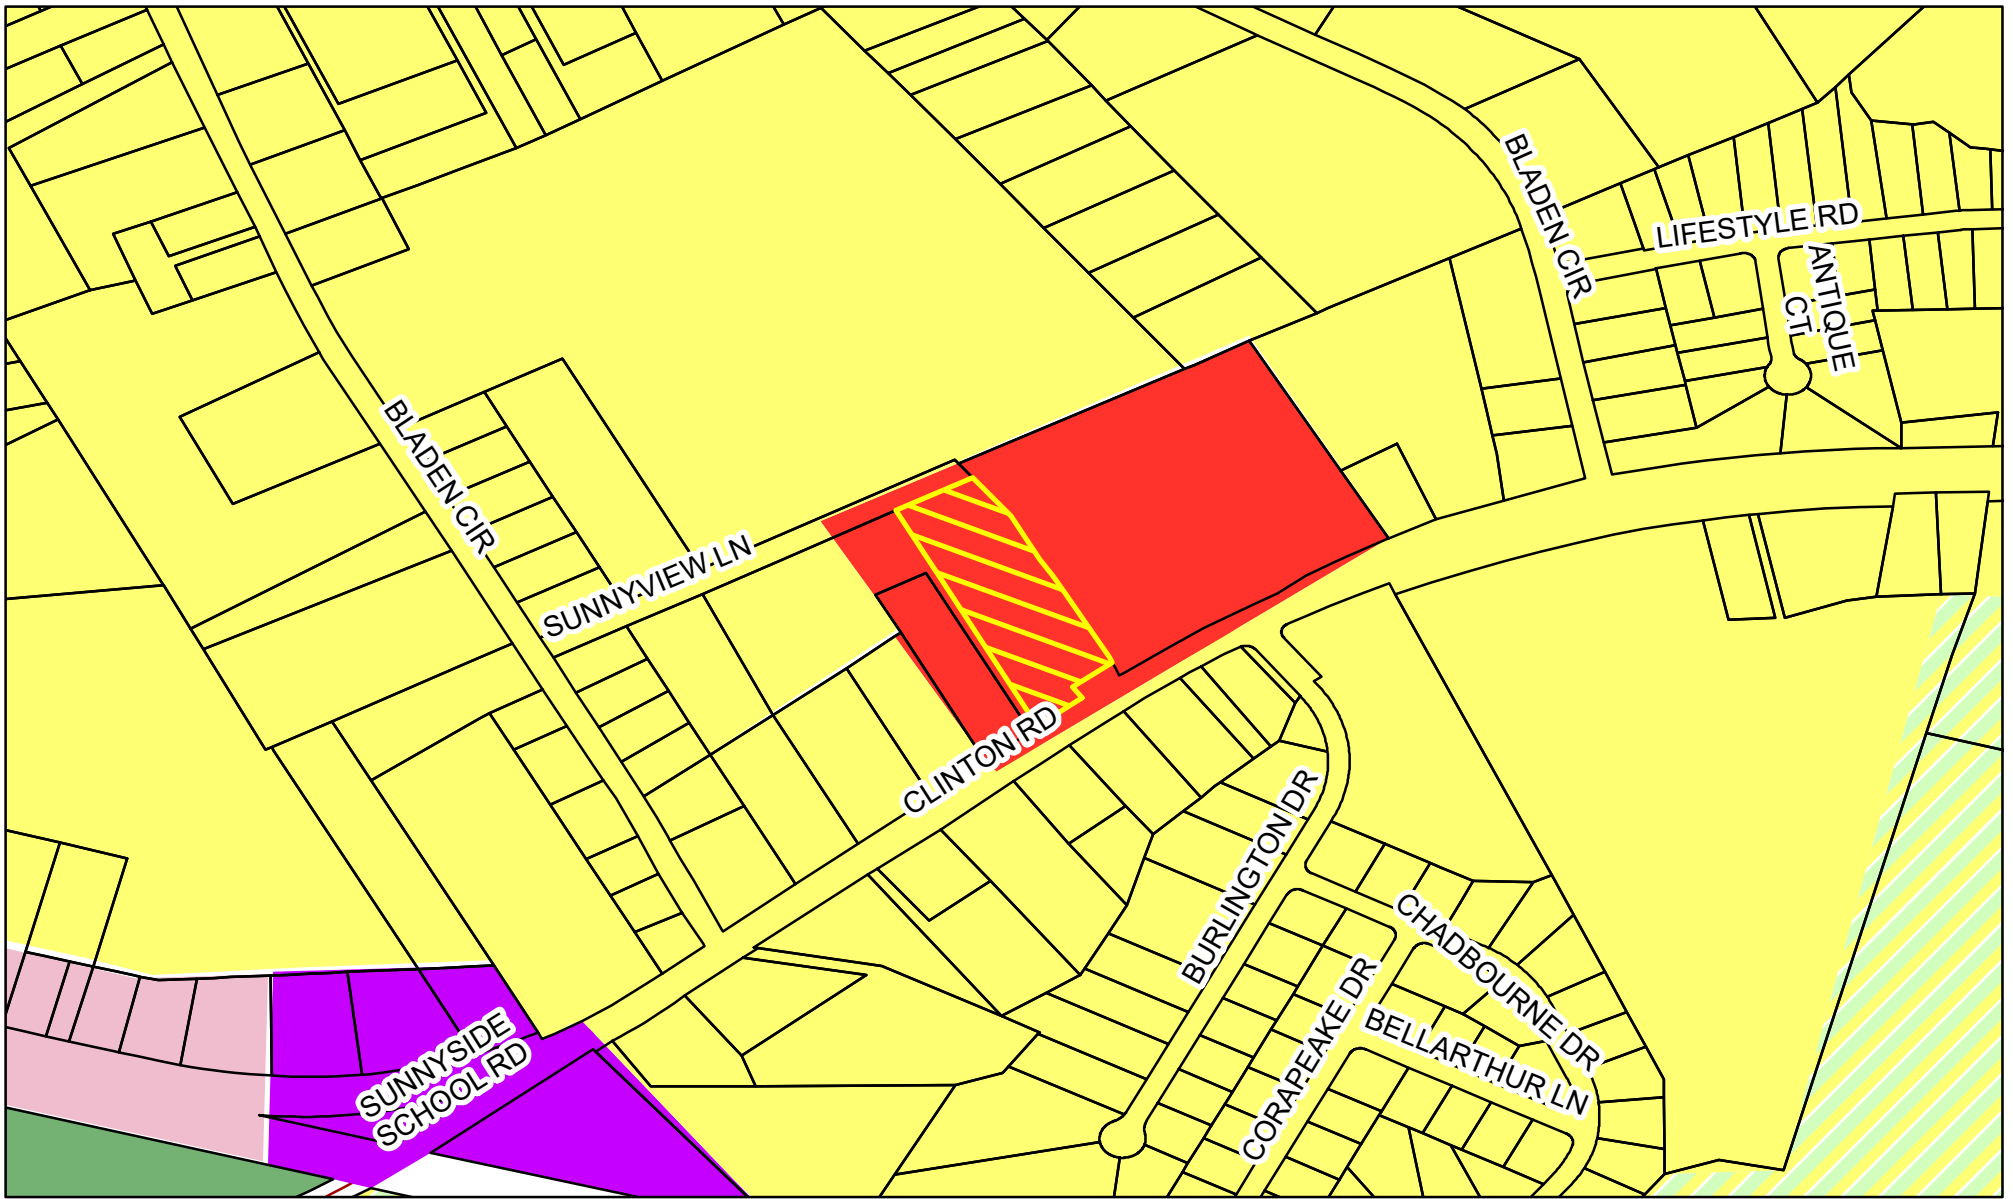 BLADEN CIR
LIFESTYLE RD
ANTIQUE
CT
BLADEN CIR
SUNNYVIEW LN
CLINTON RD
BURLINGTON DR
CHADBOURNE DR
CORAPEAKE DR
BELLARTHUR LN
SUNNYSIDE
SCHOOL RD